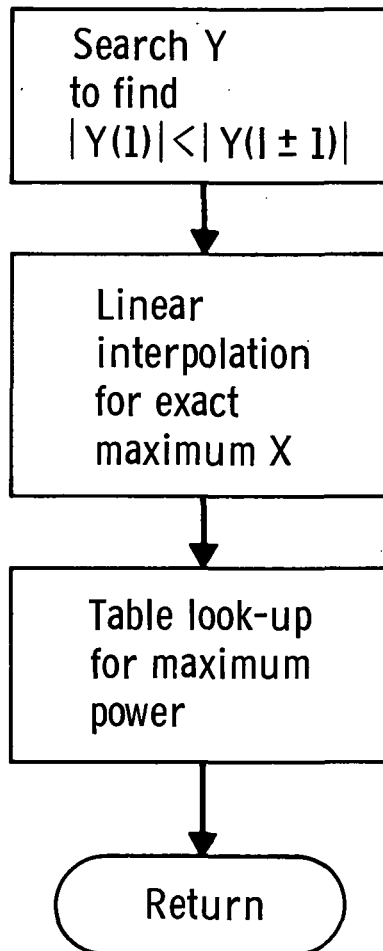 Search Y
to find
|Y(I)|<|Y(I ± 1)|
Linear
interpolation
for exact
maximum X
Table look-up
for maximum
power
Return